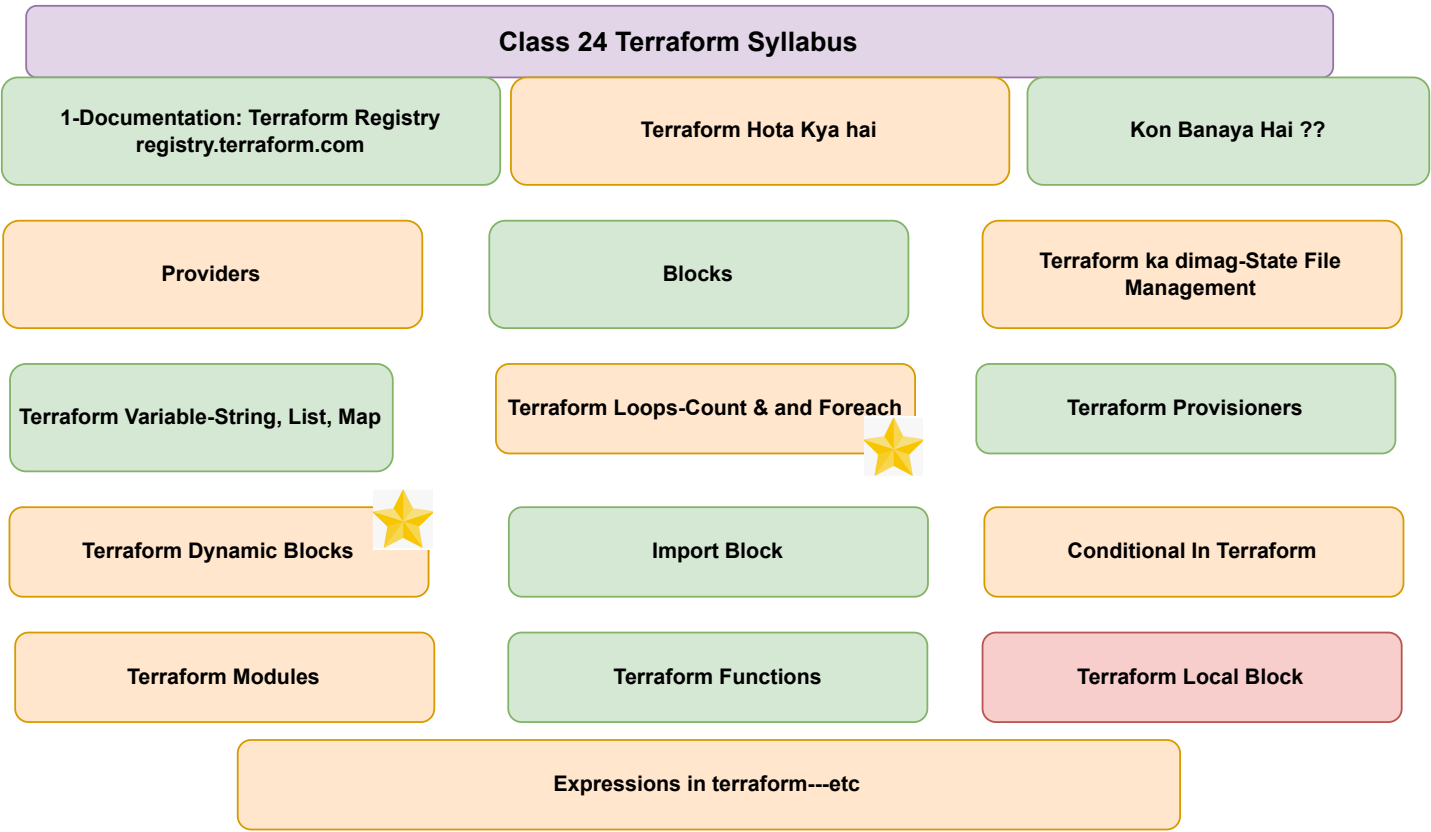 Class 24 Terraform Syllabus
1-Documentation: Terraform Registry
registry.terraform.com
Terraform Hota Kya hai
Kon Banaya Hai ??
Providers
Blocks
Terraform ka dimag-State File
Management
Terraform Variable-String, List, Map
Terraform Loops-Count & and Foreach
Terraform Provisioners
Terraform Dynamic Blocks
Import Block
Conditional In Terraform
Terraform Modules
Terraform Functions
Terraform Local Block
Expressions in terraform---etc